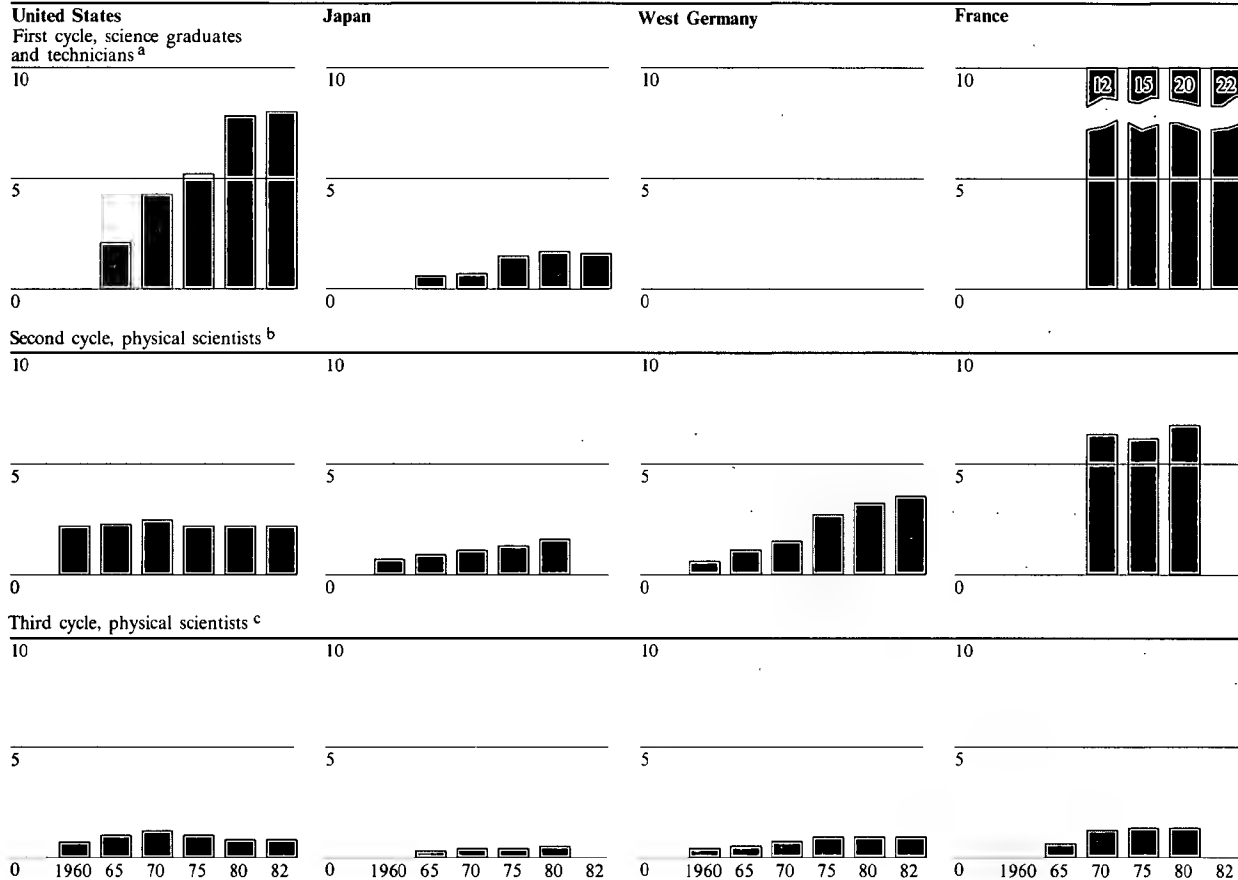 United States Japan West Germany France
First cycle, science graduates
and technicians a
10 10 10 10
12 15 20 22
5 5 5 5
0 0 0 0
Second cycle, physical scientists b
10 10 10 10
5 5 5 5
0 0 0 0
Third cycle, physical scientists c
10 10 10 10
5 5 5 5
0 1960 65 70 75 80 82 0 1960 65 70 75 80 82 0 1960 65 70 75 80 82 0 1960 65 70 75 80 82